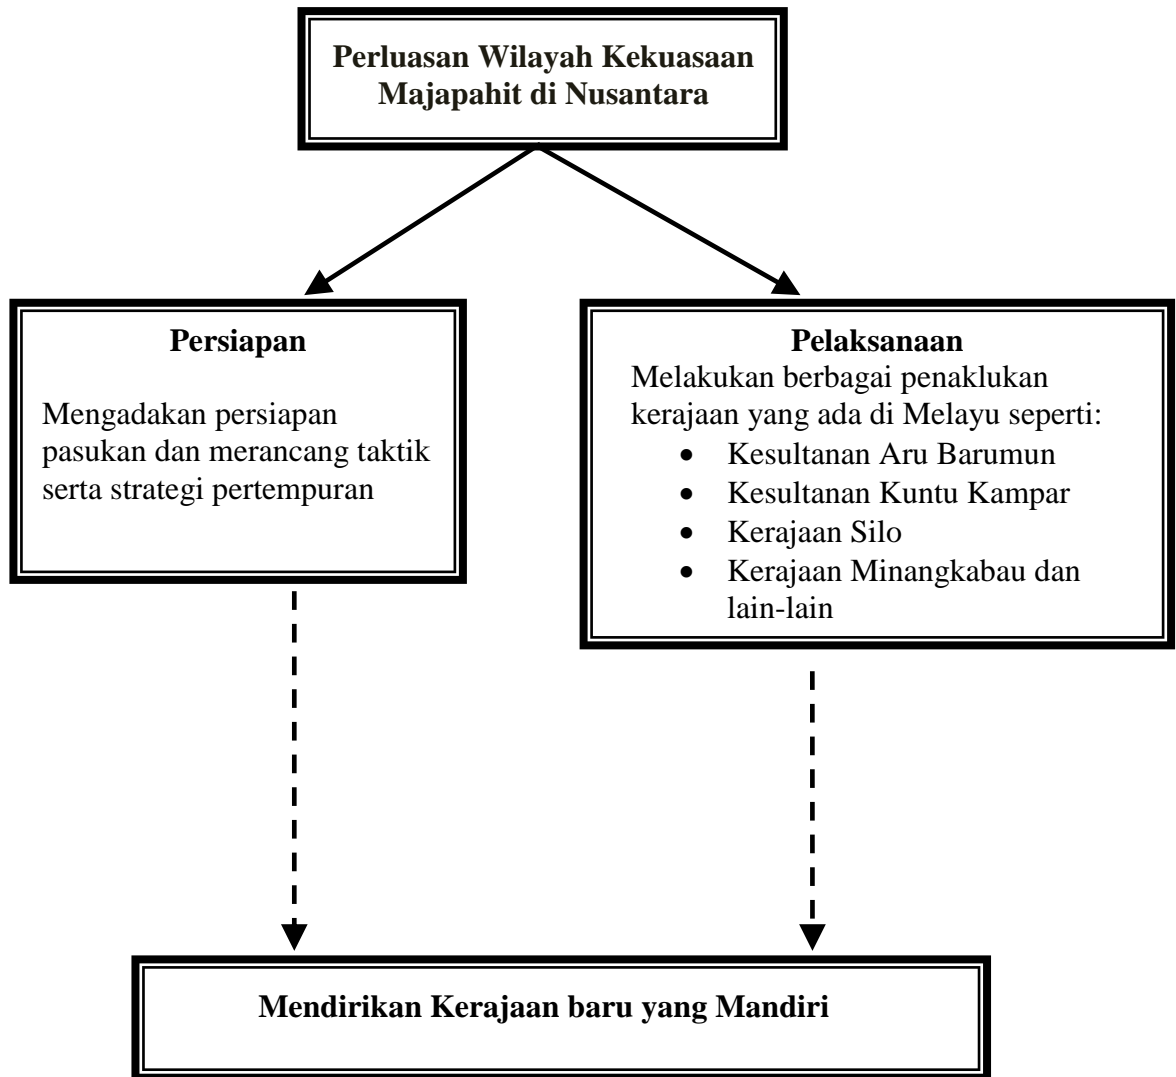 Perluasan Wilayah Kekuasaan
Majapahit di Nusantara
Persiapan
Mengadakan persiapan
pasukan dan merancang taktik
serta strategi pertempuran
Pelaksanaan
Melakukan berbagai penaklukan
kerajaan yang ada di Melayu seperti:
• Kesultanan Aru Barumun
• Kesultanan Kuntu Kampar
• Kerajaan Silo
• Kerajaan Minangkabau dan
lain-lain
Mendirikan Kerajaan baru yang Mandiri